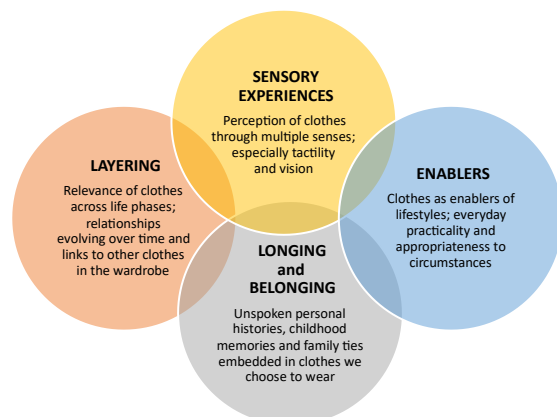 SENSORY
EXPERIENCES
Perception of clothes
through multiple senses;
especially tactility
and vision
LAYERING
Relevance of clothes
across life phases;
relationships
evolving over time and
links to other clothes
in the wardrobe
ENABLERS
Clothes as enablers of
lifestyles; everyday
practicality and
appropriateness to
circumstances
LONGING
and
BELONGING
Unspoken personal
histories, childhood
memories and family ties
embedded in clothes we
choose to wear